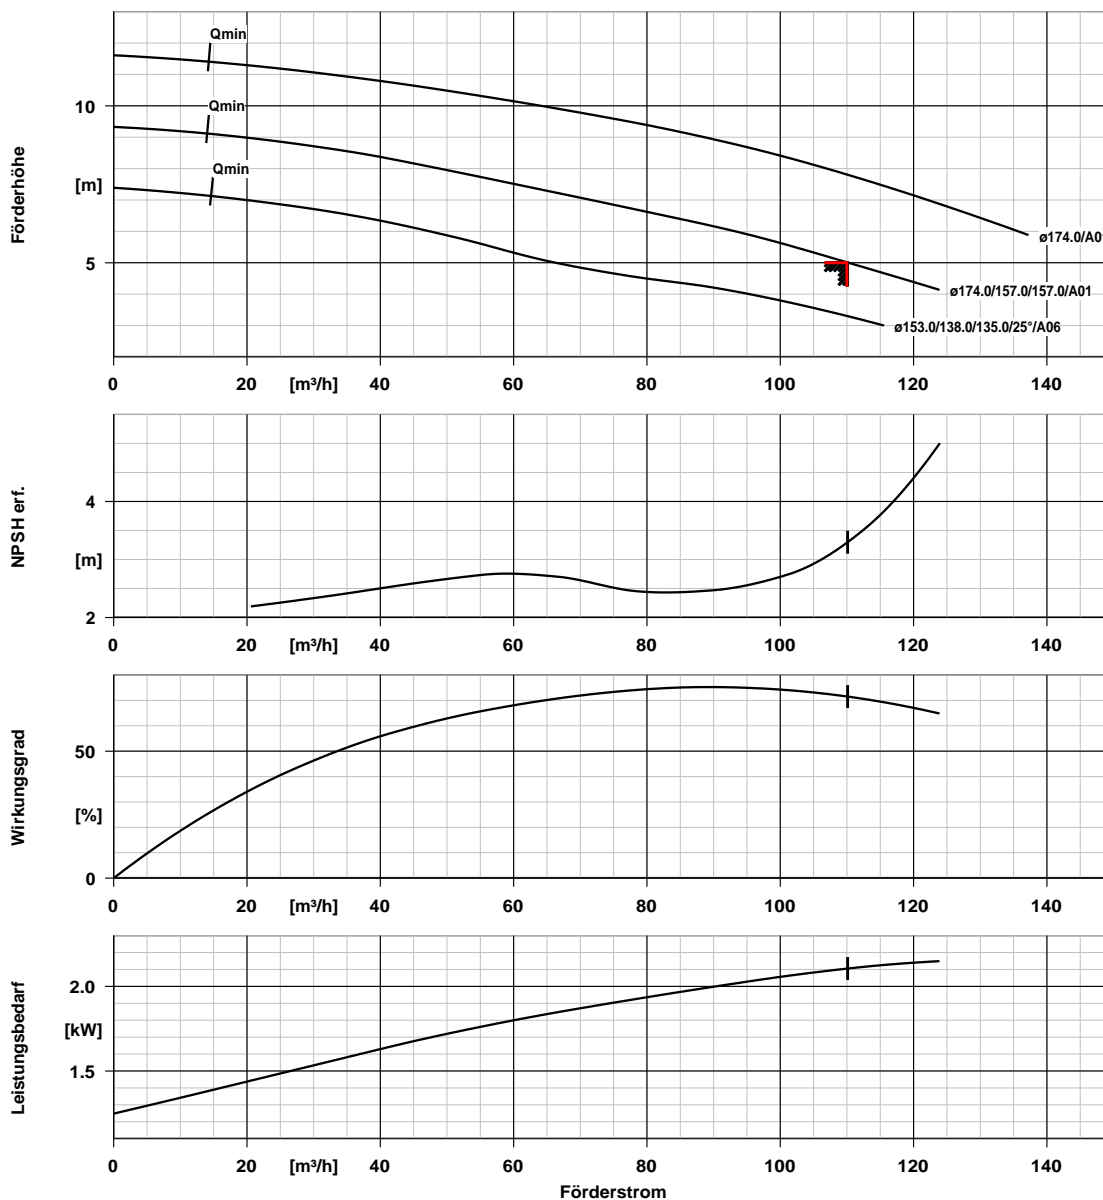 Qmin
10
Qmin
[m]
Qmin
Förderhöhe
5
ø174.0/A0
ø174.0/157.0/157.0/A01
ø153.0/138.0/135.0/25°/A06
0 20 [m³/h] 40 60 80 100 120 140
NPSH erf.
4
[m]
2
0 20 [m³/h] 40 60 80 100 120 140
Wirkungsgrad
50
[%]
0
0 20 [m³/h] 40 60 80 100 120 140
Leistungsbedarf
2.0
[kW]
1.5
0 20 [m³/h] 40 60 80 100 120 140
Förderstrom